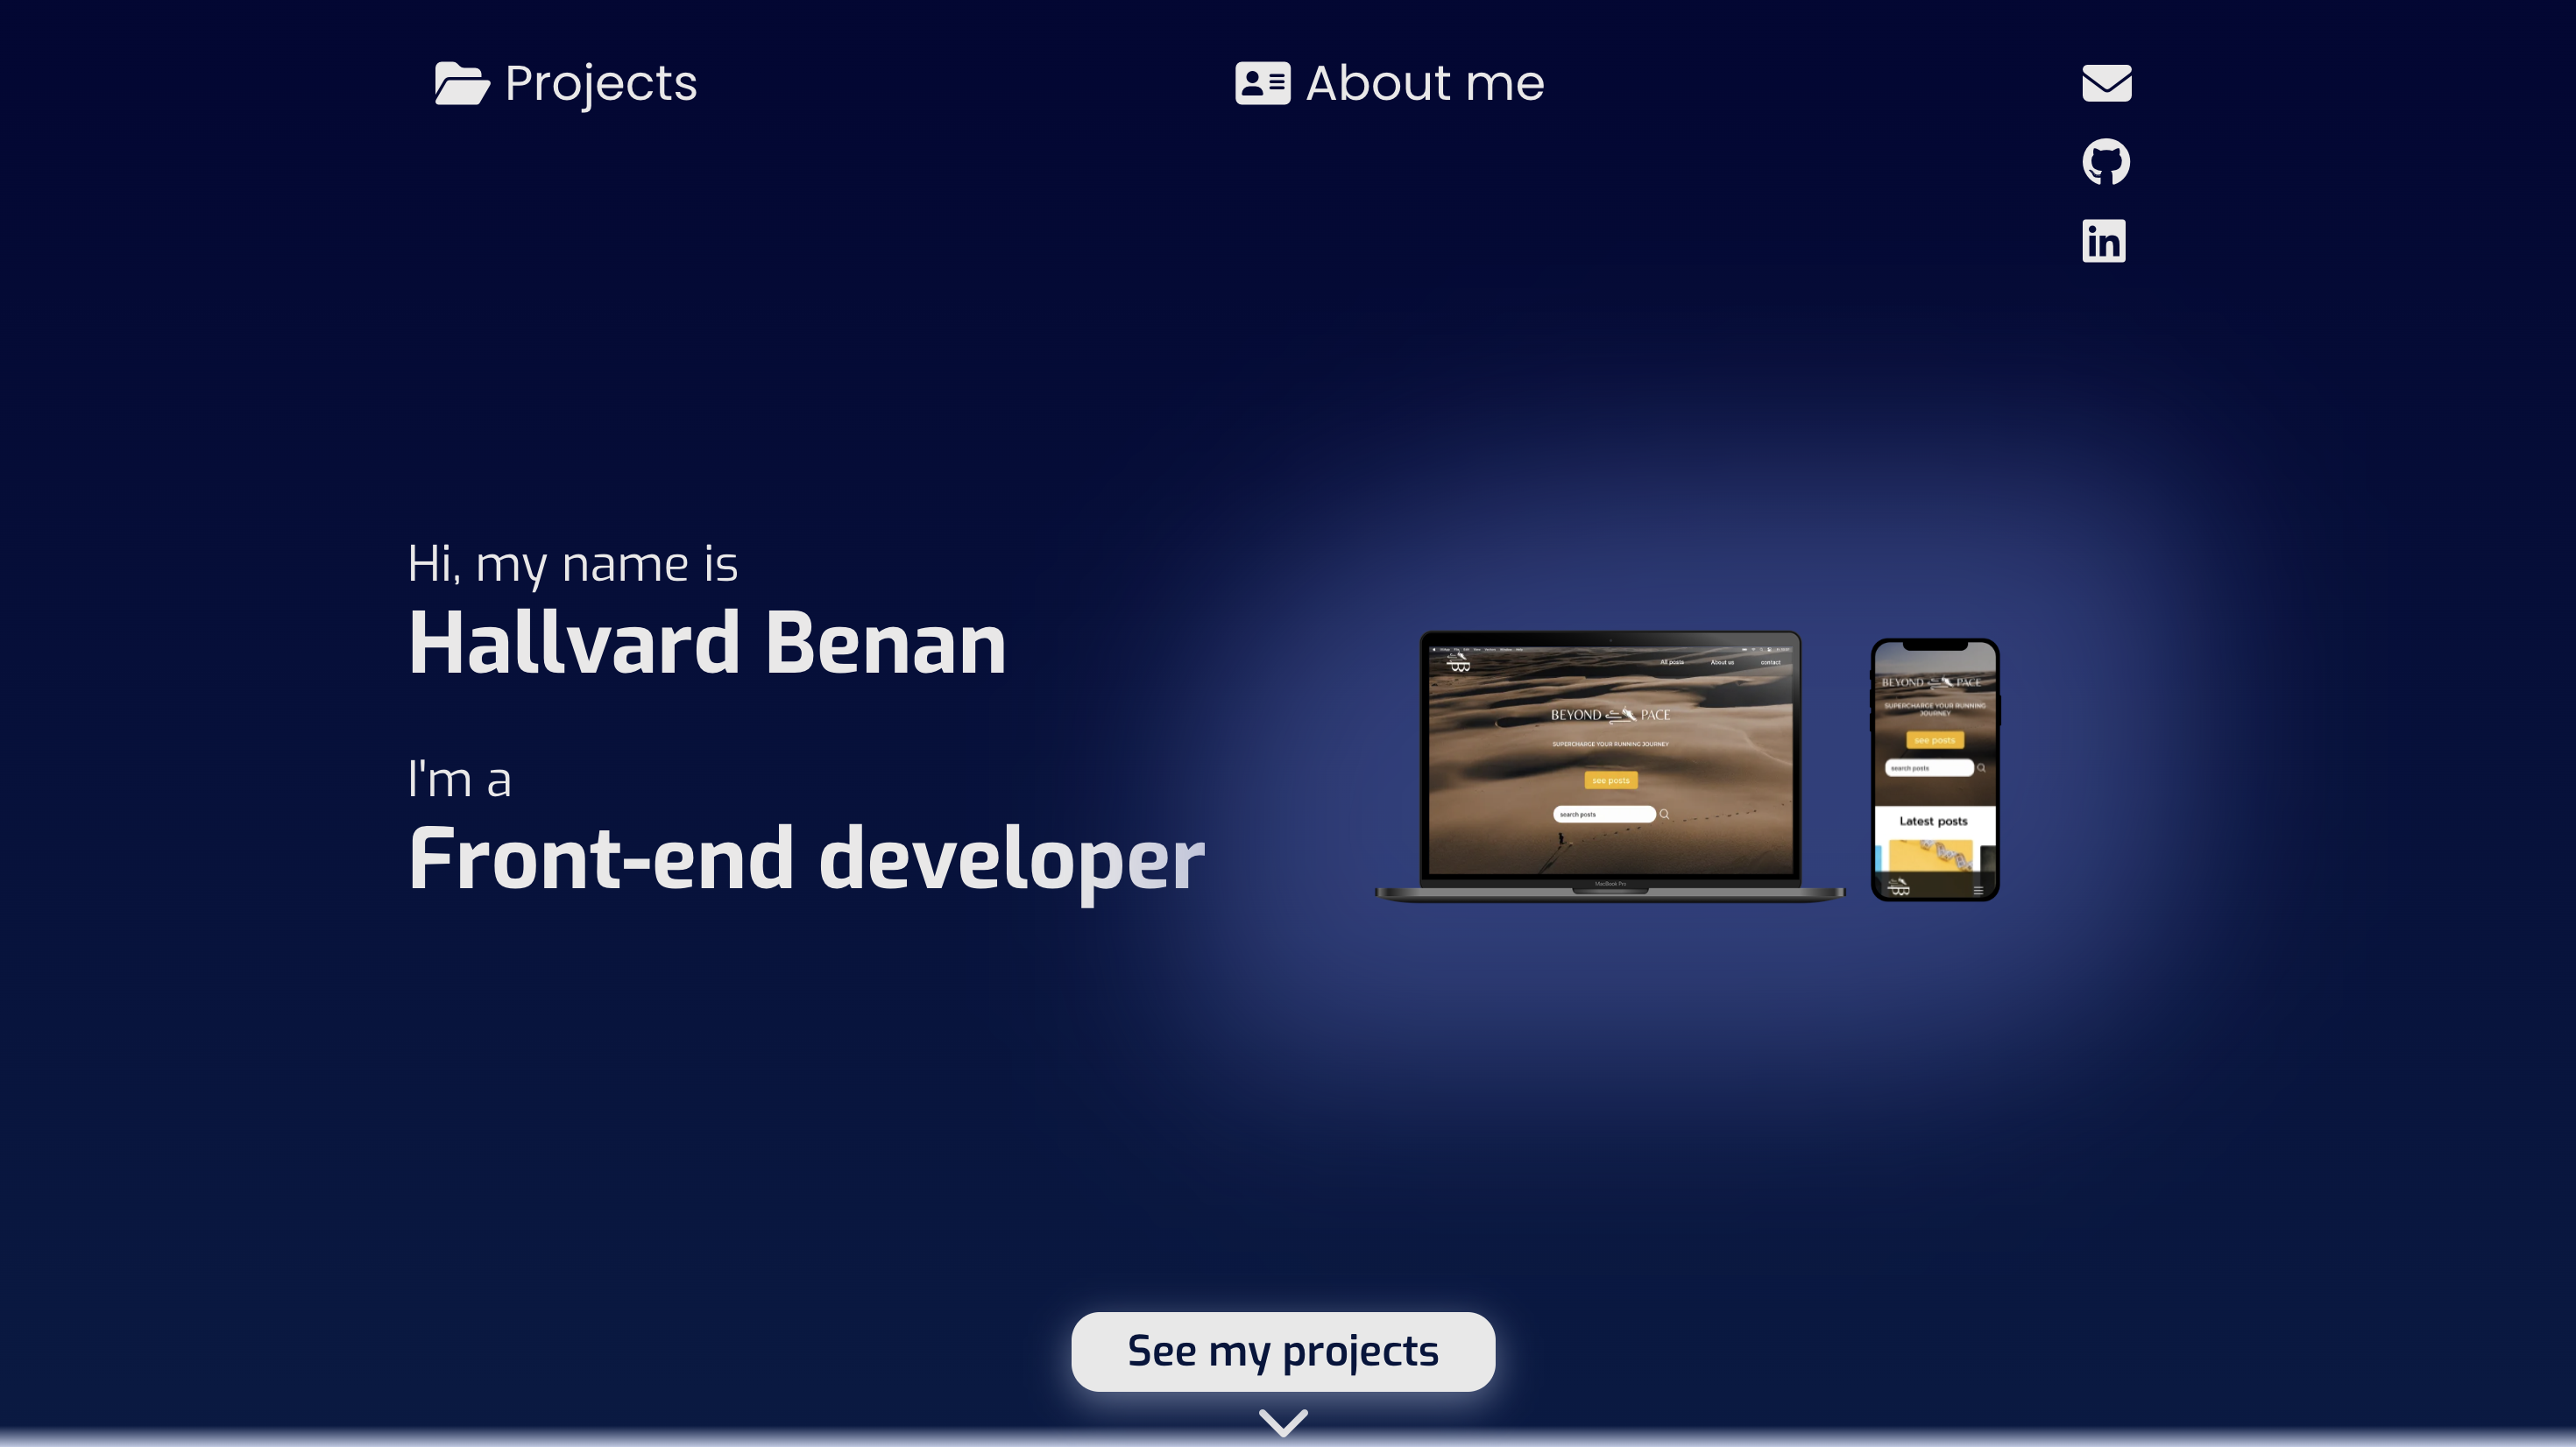 Projects
About me
in
Hi, my name is
Hallvard Benan
I'm a
Front-end developer
All posts
About us
contact
BEYOND PACE
SUPERCHARGE YOUR RUNNING JOURNEY
see posts
search posts
MacBook Pro
BEYOND PACE
SUPERCHARGE YOUR RUNNING
JOURNEY
see posts
search posts
Latest posts
See my projects